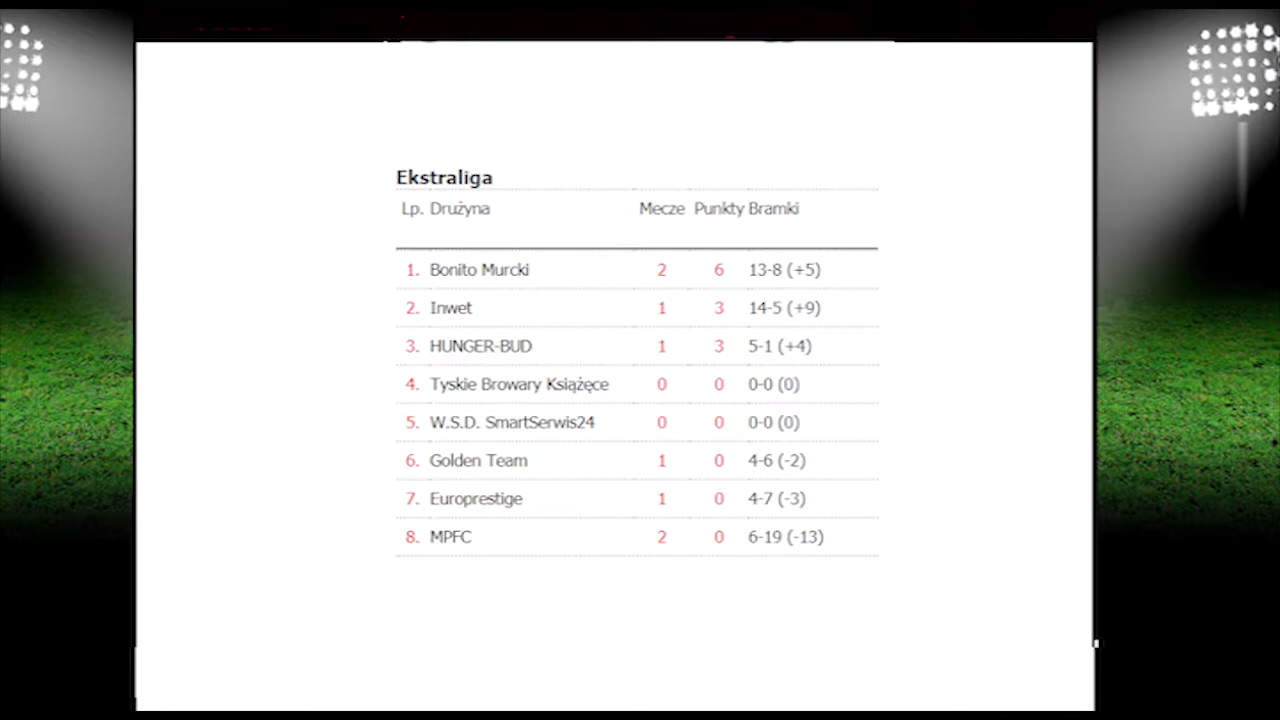 Ekstraliga
Lp. Drużyna Mecze Punkty Bramki
1. Bonito Murcki 2 6 13-8 (+5)
2. Inwet 1 3 14-5 (+9)
3. HUNGER-BUD 1 3 5-1 (+4)
4. Tyskie Browary Książęce 0 0 0-0 (0)
5. W.S.D. SmartSerwis24 0 0 0-0 (0)
6. Golden Team 1 0 4-6 (-2)
7. Europrestige 1 0 4-7 (-3)
8. MPFC 2 0 6-19 (-13)